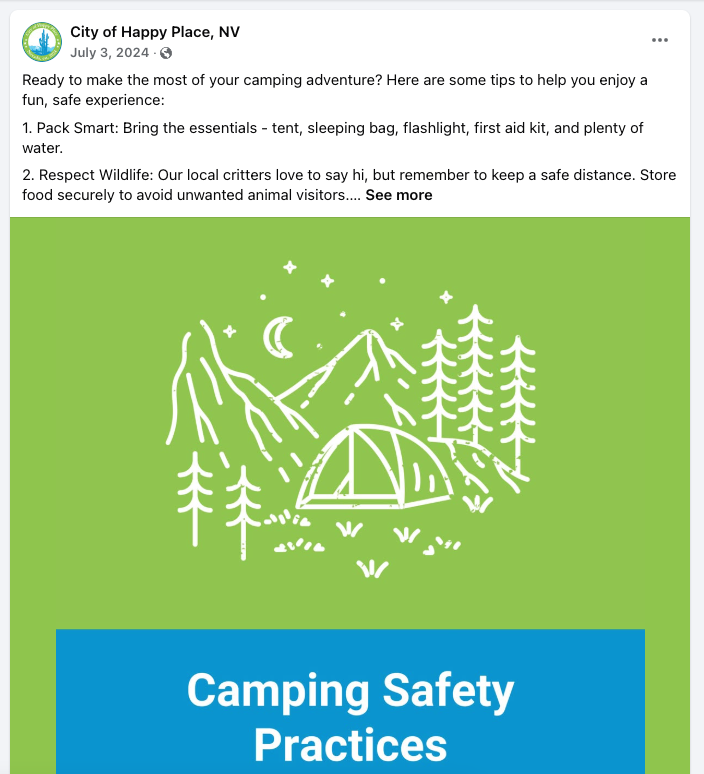 City of Happy Place, NV
July 3, 2024 ·
Ready to make the most of your camping adventure? Here are some tips to help you enjoy a
fun, safe experience:
1. Pack Smart: Bring the essentials - tent, sleeping bag, flashlight, first aid kit, and plenty of
water.
2. Respect Wildlife: Our local critters love to say hi, but remember to keep a safe distance. Store
food securely to avoid unwanted animal visitors.... See more
Camping Safety
Practices